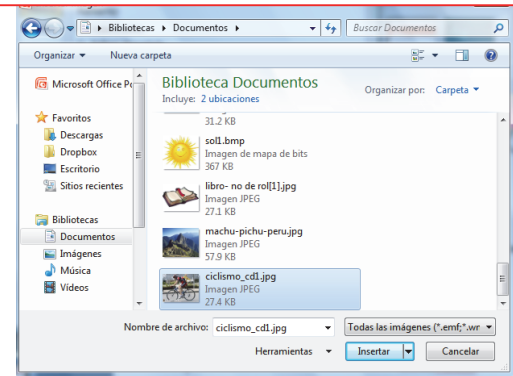 Bibliotecas Documentos Buscar Documentos
Organizar Nueva carpeta
Microsoft Office Po
Favoritos
Descargas
Dropbox
Escritorio
Sitios recientes
Bibliotecas
Documentos
Imágenes
Música
Vídeos
Biblioteca Documentos
Incluye: 2 ubicaciones
Organizar por: Carpeta
31.2 KB
sol1.bmp
Imagen de mapa de bits
367 KB
libro- no de rol[1].jpg
Imagen JPEG
27.1 KB
machu-pichu-peru.jpg
Imagen JPEG
57.9 KB
ciclismo_cd1.jpg
Imagen JPEG
27.4 KB
Nombre de archivo: ciclismo_cd1.jpg Todas las imágenes (*.emf;*.wr
Herramientas Insertar Cancelar